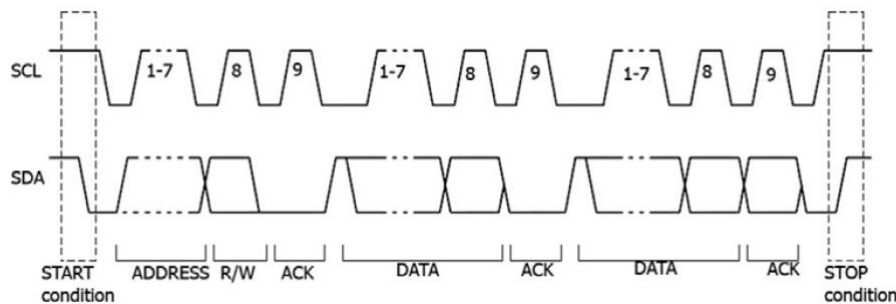 SCL
1-7 8 9 1-7 8 9 1-7 8 9
SDA
START
condition
ADDRESS R/W ACK DATA ACK DATA ACK
STOP
condition